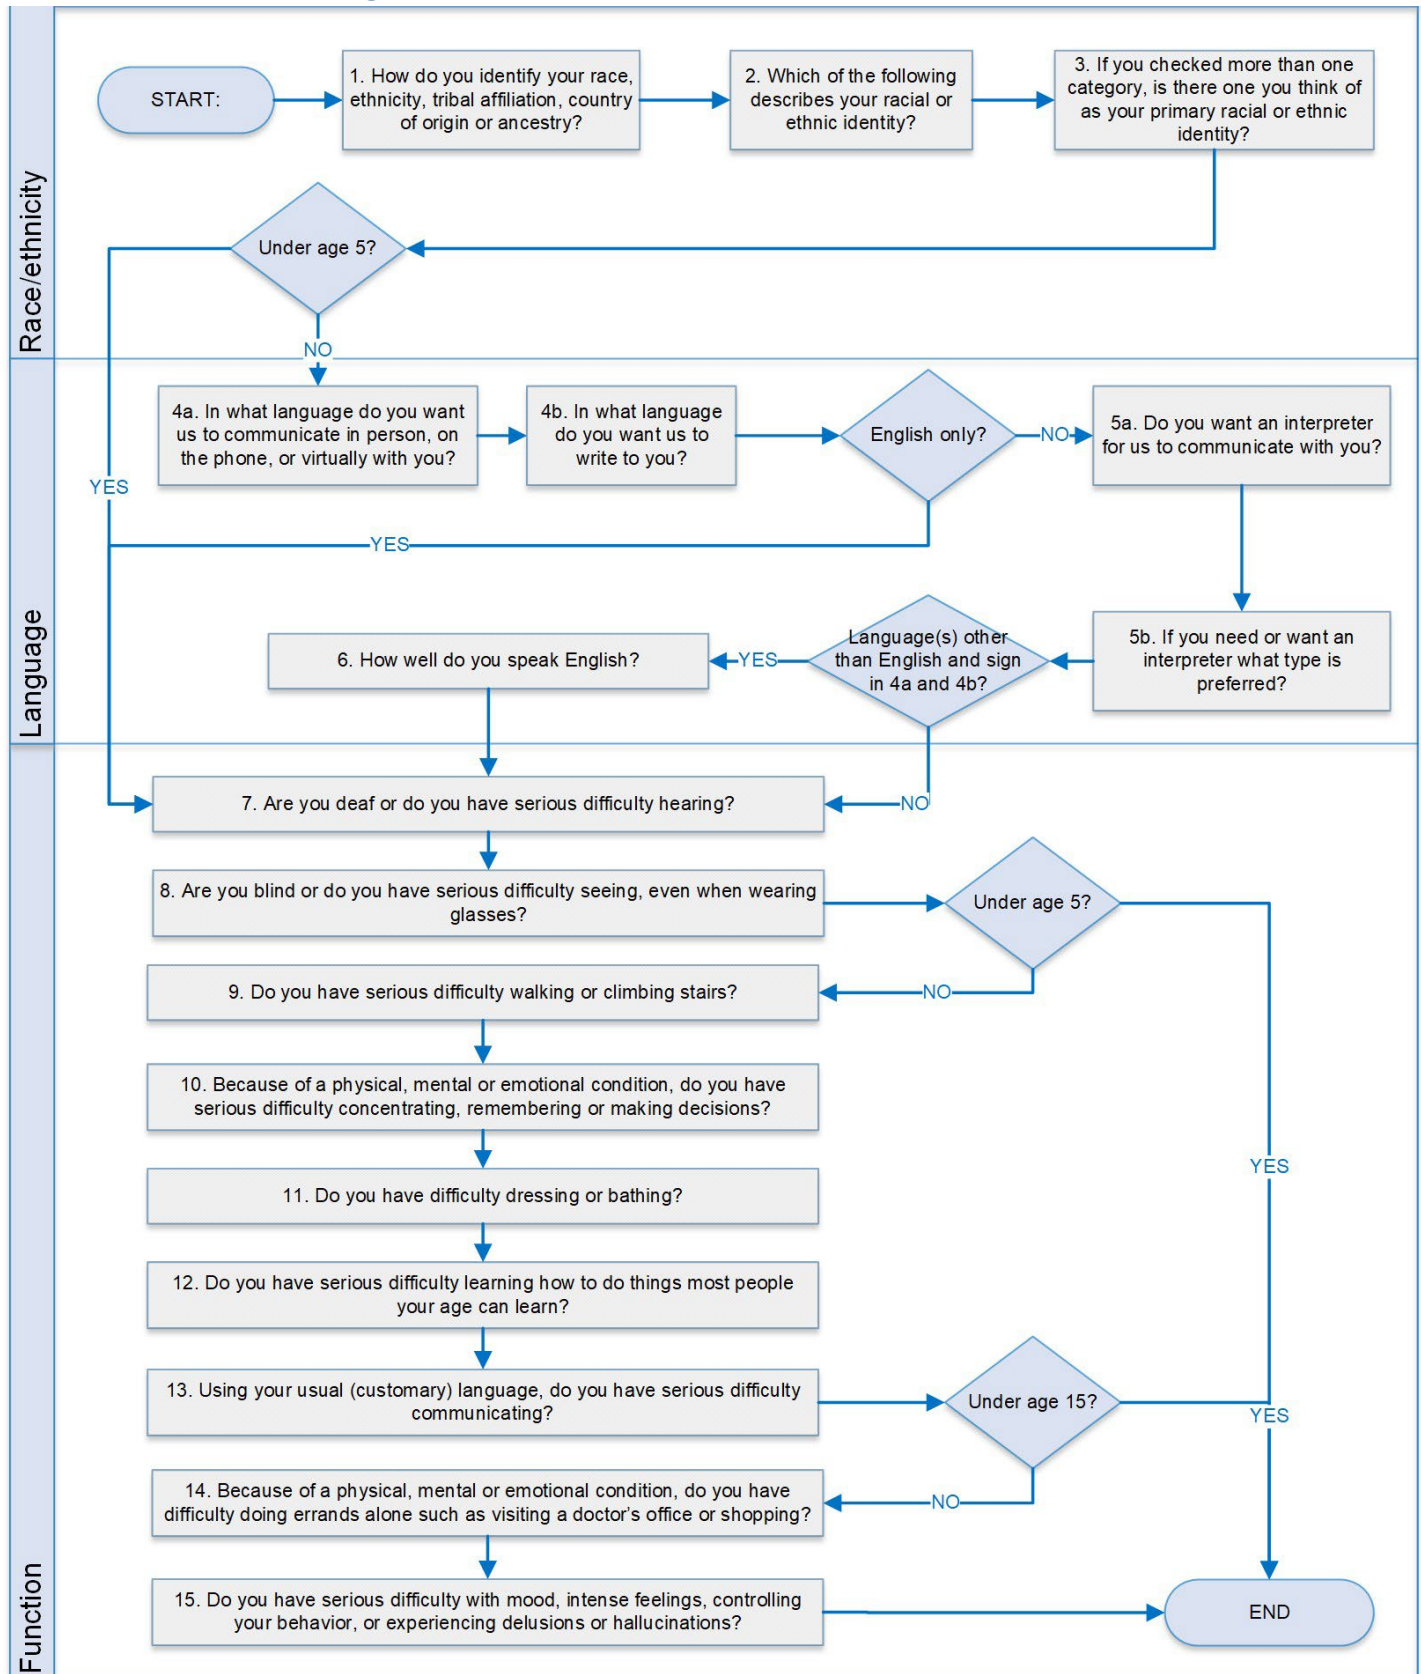 Race/ethnicity
START:
1. How do you identify your race,
ethnicity, tribal affiliation, country
of origin or ancestry?
2. Which of the following
describes your racial or
ethnic identity?
3. If you checked more than one
category, is there one you think of
as your primary racial or ethnic
identity?
Under age 5?
NO
YES
Language
4a. In what language do you want
us to communicate in person, on
the phone, or virtually with you?
4b. In what language
do you want us to
write to you?
English only?
NO
5a. Do you want an interpreter
for us to communicate with you?
YES
5b. If you need or want an
interpreter what type is
preferred?
Language(s) other
than English and sign
in 4a and 4b?
YES
6. How well do you speak English?
NO
Function
7. Are you deaf or do you have serious difficulty hearing?
8. Are you blind or do you have serious difficulty seeing, even when wearing
glasses?
Under age 5?
NO
YES
9. Do you have serious difficulty walking or climbing stairs?
10. Because of a physical, mental or emotional condition, do you have
serious difficulty concentrating, remembering or making decisions?
11. Do you have difficulty dressing or bathing?
12. Do you have serious difficulty learning how to do things most people
your age can learn?
13. Using your usual (customary) language, do you have serious difficulty
communicating?
Under age 15?
YES
NO
14. Because of a physical, mental or emotional condition, do you have
difficulty doing errands alone such as visiting a doctor’s office or shopping?
15. Do you have serious difficulty with mood, intense feelings, controlling
your behavior, or experiencing delusions or hallucinations?
END